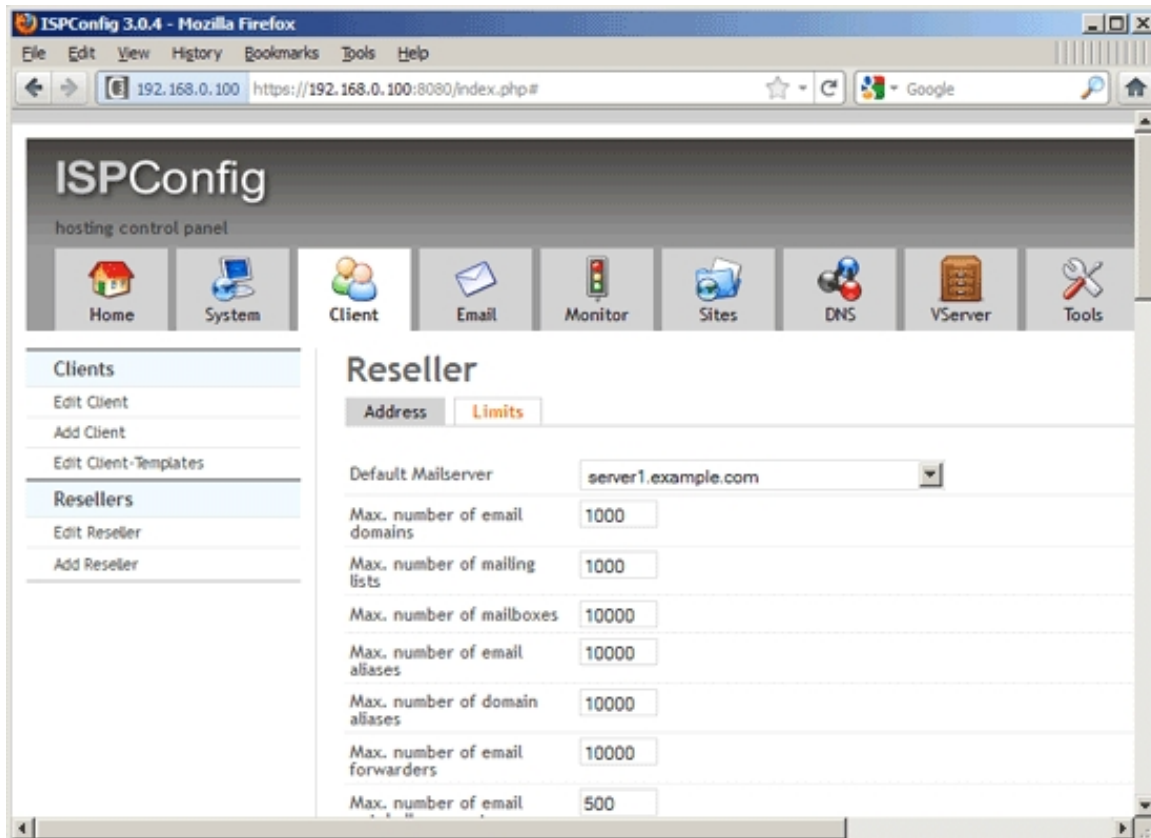 ISPConfig 3.0.4 - Mozilla Firefox
File Edit View History Bookmarks Tools Help
192.168.0.100 https://192.168.0.100:8080/index.php# Google
ISPConfig
hosting control panel
Home System Client Email Monitor Sites DNS VServer Tools
Clients
Edit Client
Add Client
Edit Client-Templates
Resellers
Edit Reseller
Add Reseller
Reseller
Address Limits
Default Mailserver server1.example.com
Max. number of email
domains 1000
Max. number of mailing
lists 1000
Max. number of mailboxes 10000
Max. number of email
aliases 10000
Max. number of domain
aliases 10000
Max. number of email
forwarders 10000
Max. number of email 500